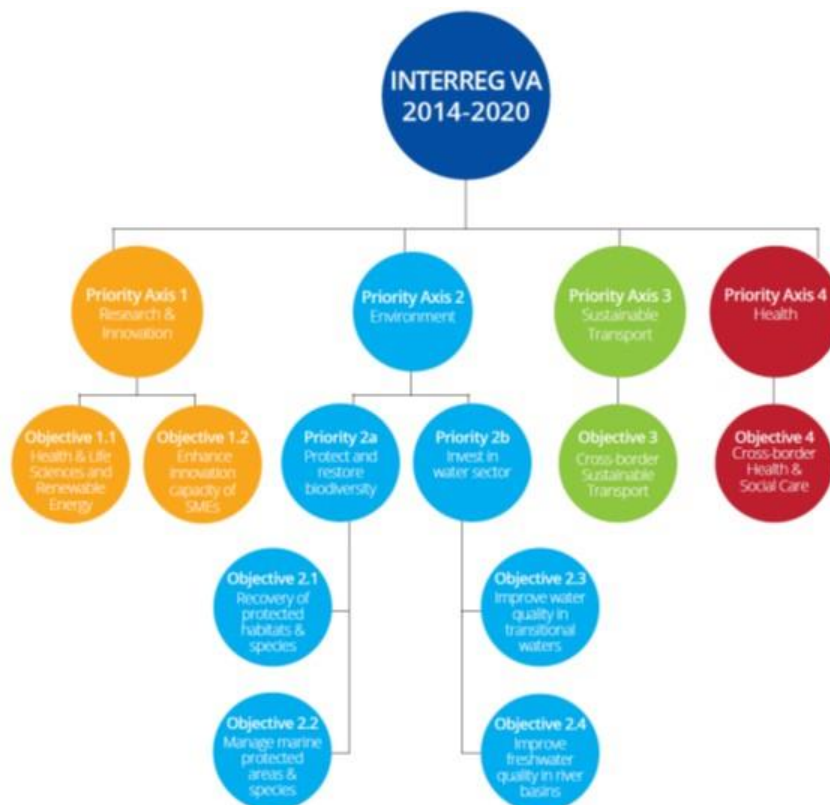 INTERREG VA
2014-2020
Priority Axis 1
Research &
Innovation
Priority Axis 2
Environment
Priority Axis 3
Sustainable
Transport
Priority Axis 4
Health
Objective 1.1
Health & Life
Sciences and
Renewable
Energy
Objective 1.2
Enhance
innovation
capacity of
SMEs
Priority 2a
Protect and
restore
biodiversity
Priority 2b
Invest in
water sector
Objective 3
Cross-border
Sustainable
Transport
Objective 4
Cross-border
Health &
Social Care
Objective 2.1
Recovery of
protected
habitats &
species
Objective 2.3
Improve water
quality in
transitional
waters
Objective 2.2
Manage marine
protected
areas &
species
Objective 2.4
Improve
freshwater
quality in river
basins